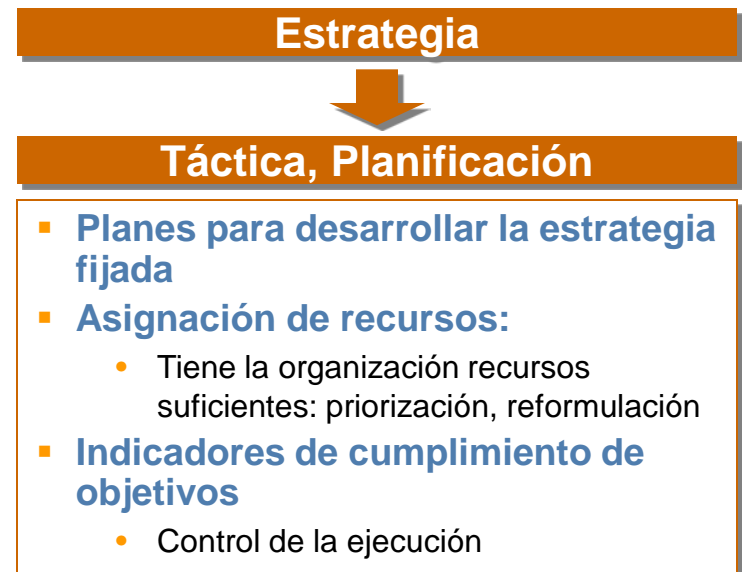 Estrategia
Táctica, Planificación
▪ Planes para desarrollar la estrategia
fijada
▪ Asignación de recursos:
• Tiene la organización recursos
suficientes: priorización, reformulación
▪ Indicadores de cumplimiento de
objetivos
• Control de la ejecución